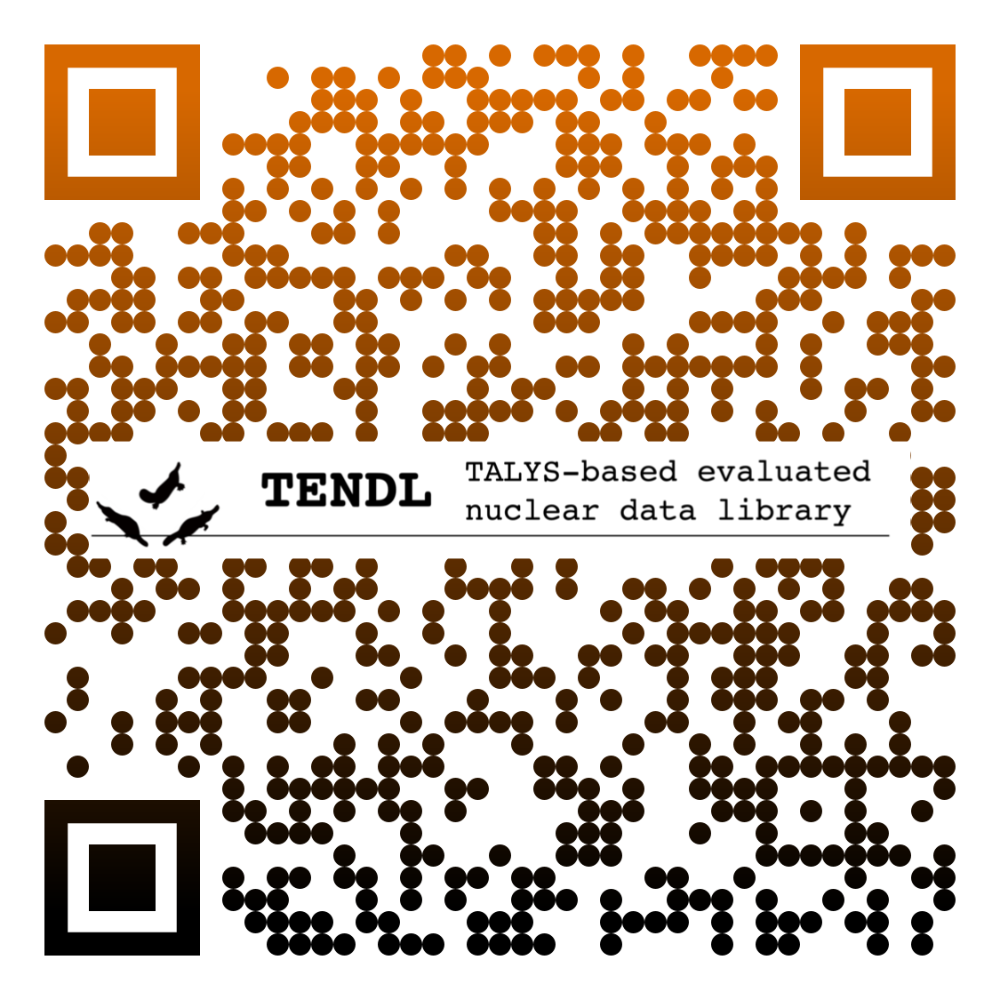 TENDL
TALYS-based evaluated
nuclear data library